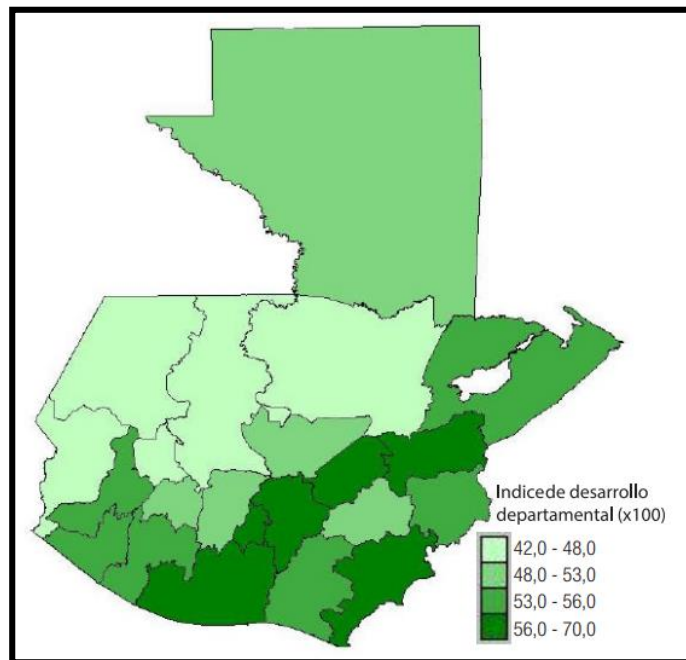 Indicede desarrollo
departamental (x100)
42,0 - 48,0
48,0 - 53,0
53,0 - 56,0
56,0 - 70,0